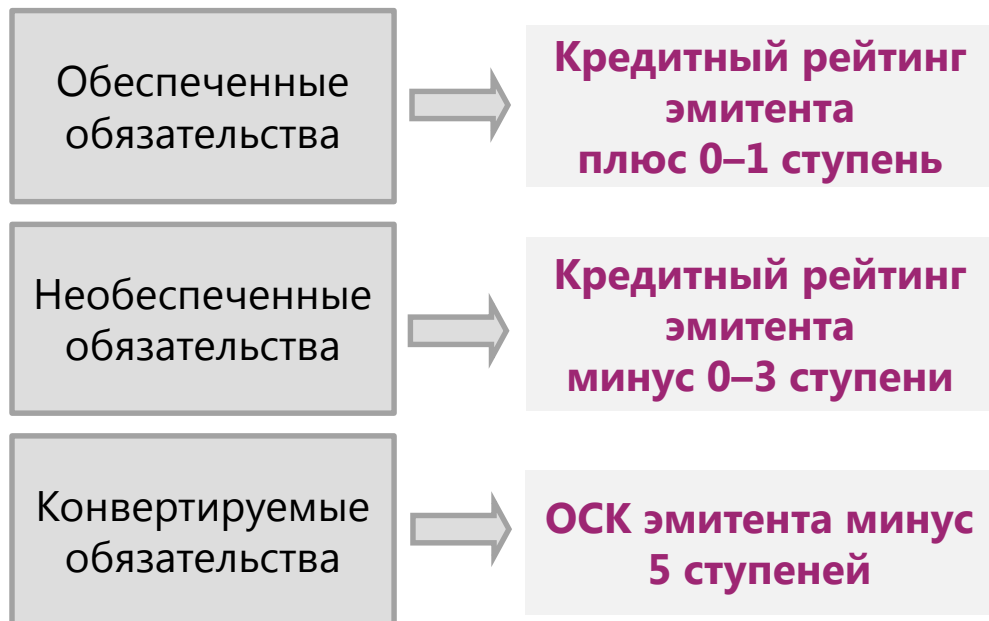 Обеспеченные
обязательства
Кредитный рейтинг
эмитента
плюс 0–1 ступень
Необеспеченные
обязательства
Кредитный рейтинг
эмитента
минус 0–3 ступени
Конвертируемые
обязательства
ОСК эмитента минус
5 ступеней